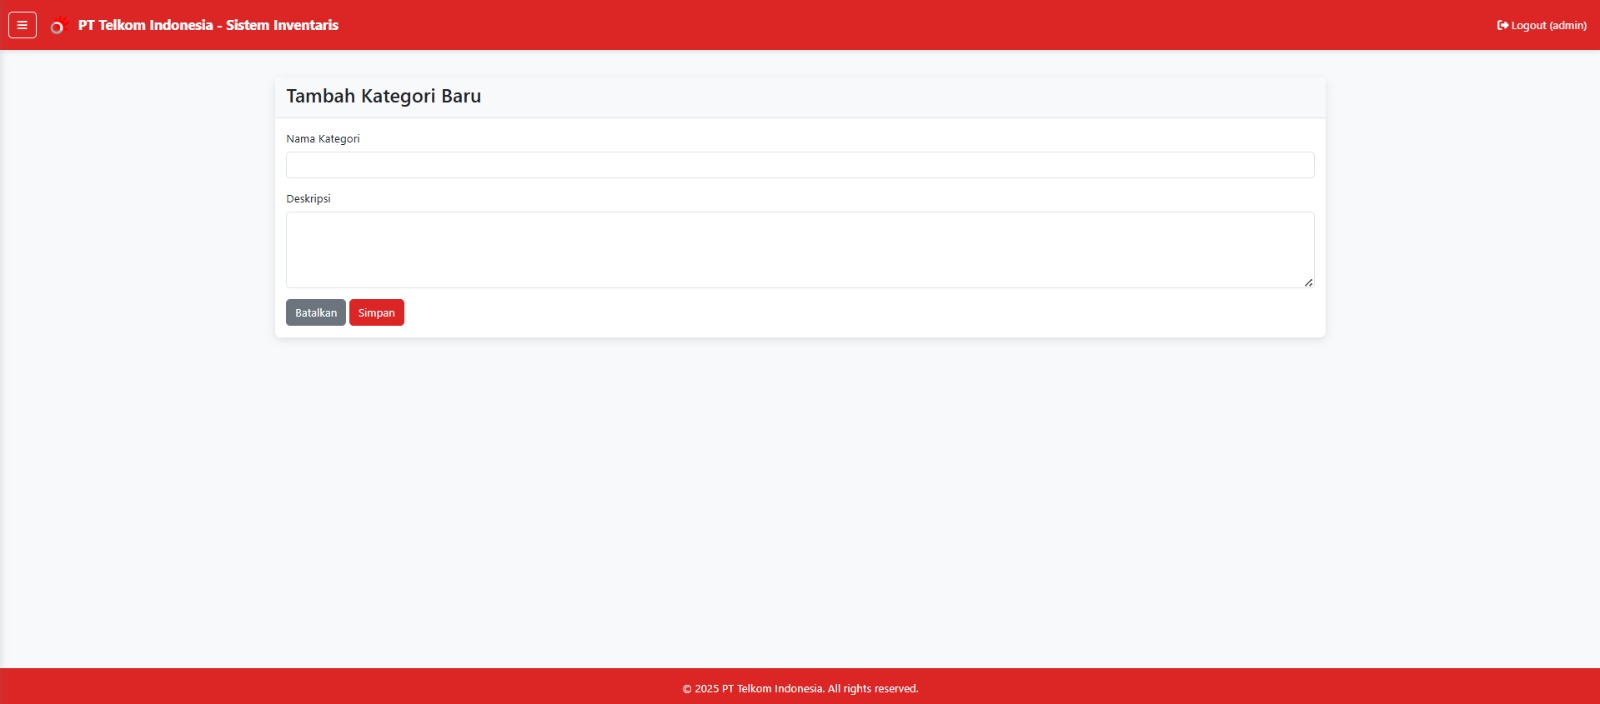 PT Telkom Indonesia - Sistem Inventaris
Logout (admin)
Tambah Kategori Baru
Nama Kategori
Deskripsi
Batalkan Simpan
© 2025 PT Telkom Indonesia. All rights reserved.